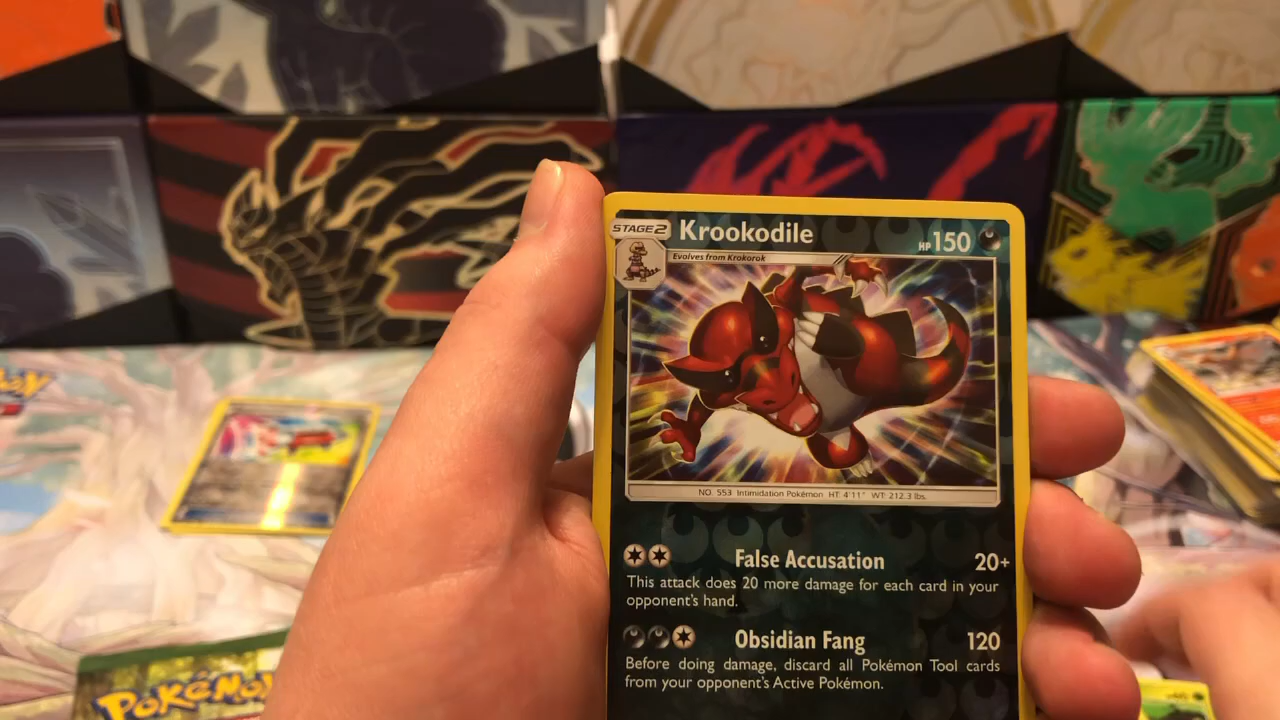 STAGE 2 Krookodile HP 150
Evolves from Krokorok
NO. 553 Intimidation Pokémon HT: 4'11" WT: 212.3 lbs.
False Accusation 20+
This attack does 20 more damage for each card in your
opponent's hand.
Obsidian Fang 120
Before doing damage, discard all Pokémon Tool cards
from your opponent's Active Pokémon.
POKéMON